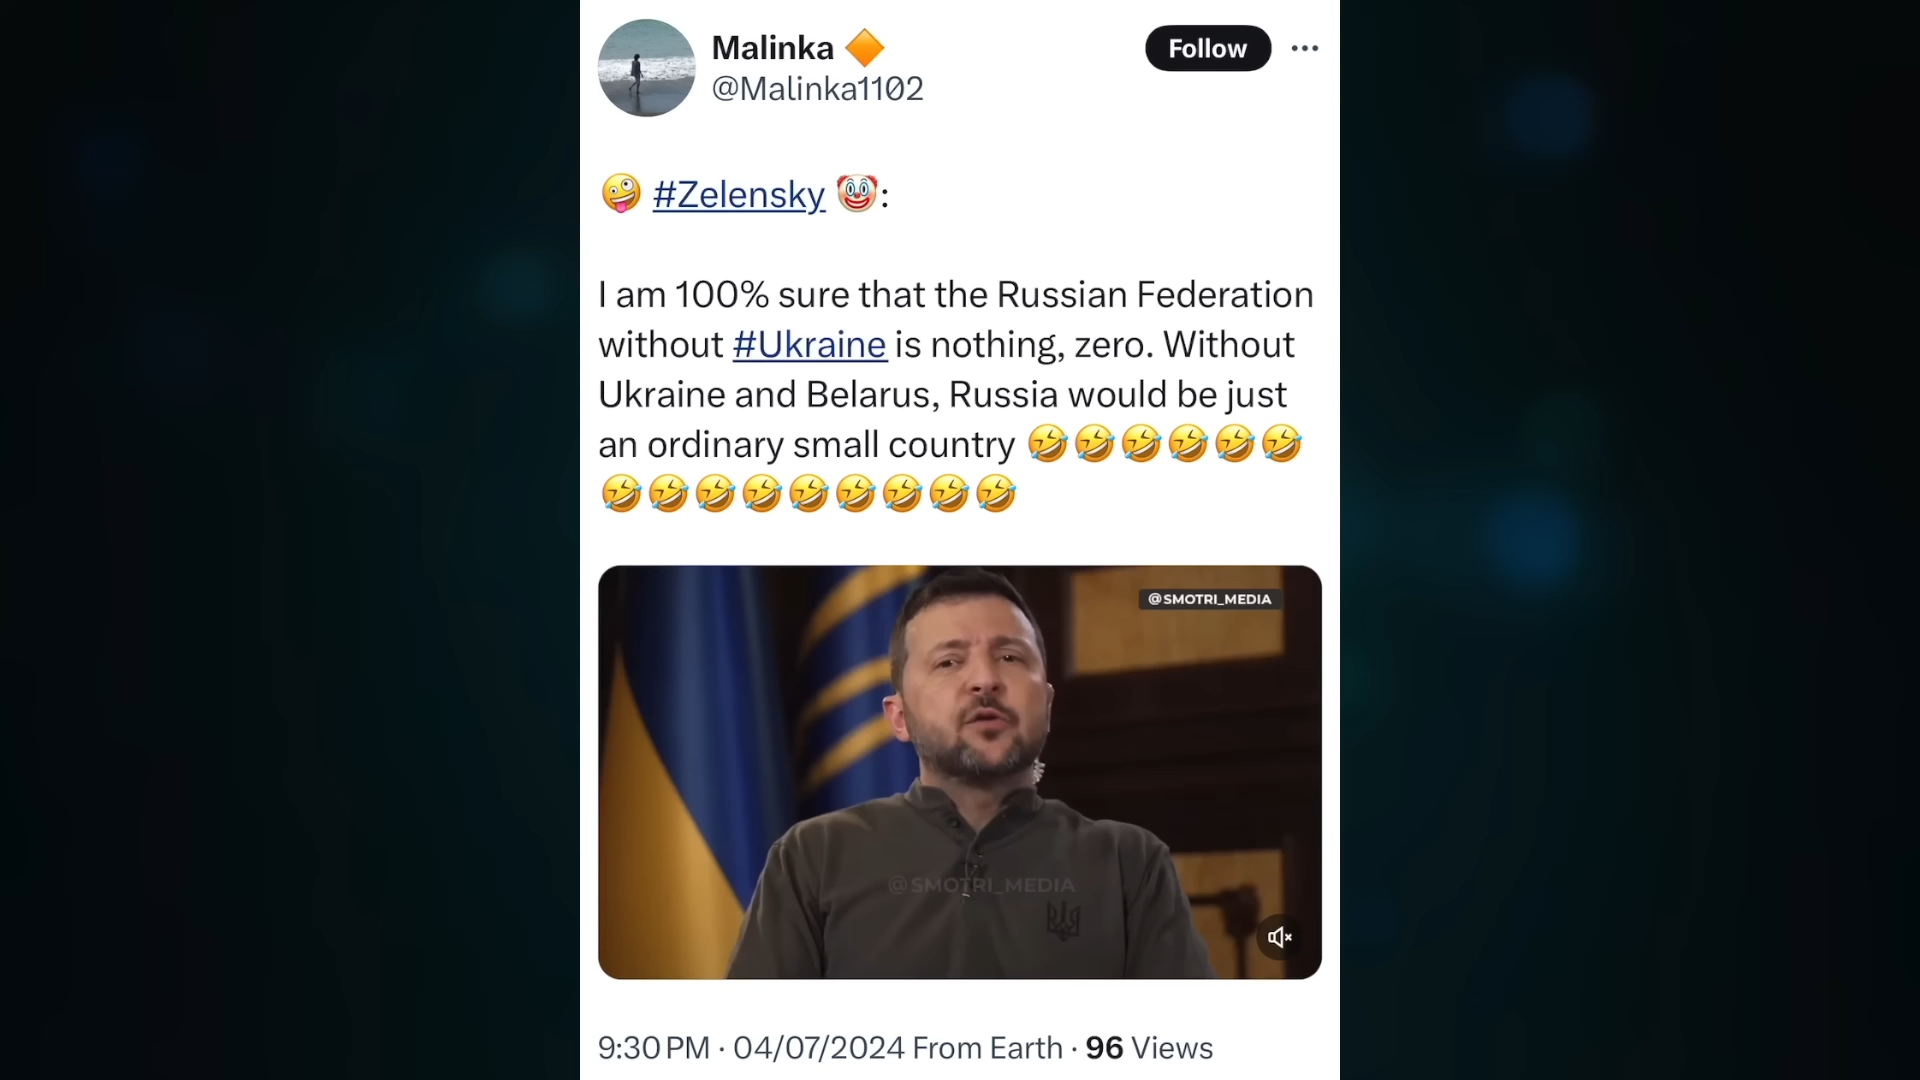 Malinka 🔶
Follow
@Malinka1102
🤪 #Zelensky 🤡:
I am 100% sure that the Russian Federation
without #Ukraine is nothing, zero. Without
Ukraine and Belarus, Russia would be just
an ordinary small country 🤣🤣🤣🤣🤣🤣
🤣🤣🤣🤣🤣🤣🤣🤣🤣
@SMOTRI_MEDIA
@SMOTRI_MEDIA
9:30 PM · 04/07/2024 From Earth · 96 Views